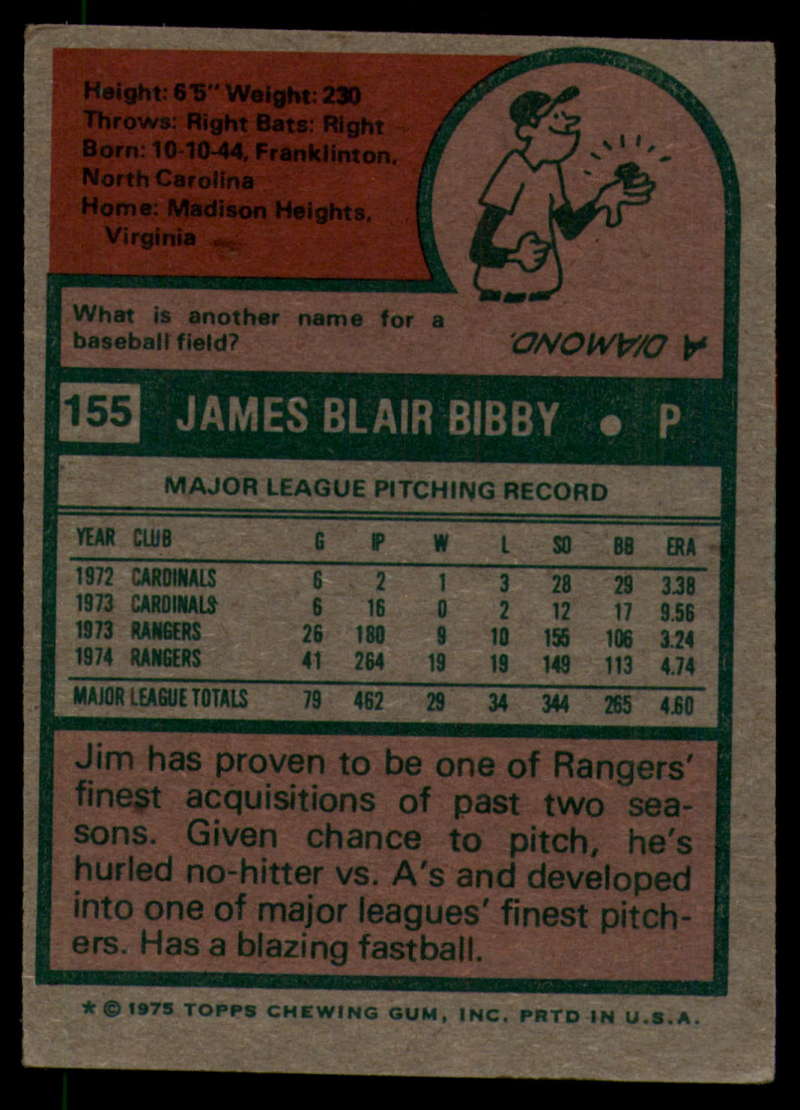 Height: 6'5" Weight: 230
Throws: Right Bats: Right
Born: 10-10-44, Franklinton,
North Carolina
Home: Madison Heights,
Virginia
What is another name for a
baseball field?
A DIAMOND.
155 JAMES BLAIR BIBBY • P
MAJOR LEAGUE PITCHING RECORD
YEAR CLUB G IP W L SO BB ERA
1972 CARDINALS 6 2 1 3 28 29 3.38
1973 CARDINALS 6 16 0 2 12 17 9.56
1973 RANGERS 26 180 9 10 155 106 3.24
1974 RANGERS 41 264 19 19 149 113 4.74
MAJOR LEAGUE TOTALS 79 462 29 34 344 265 4.60
Jim has proven to be one of Rangers'
finest acquisitions of past two sea-
sons. Given chance to pitch, he's
hurled no-hitter vs. A's and developed
into one of major leagues' finest pitch-
ers. Has a blazing fastball.
* © 1975 TOPPS CHEWING GUM, INC. PRTD IN U.S.A.